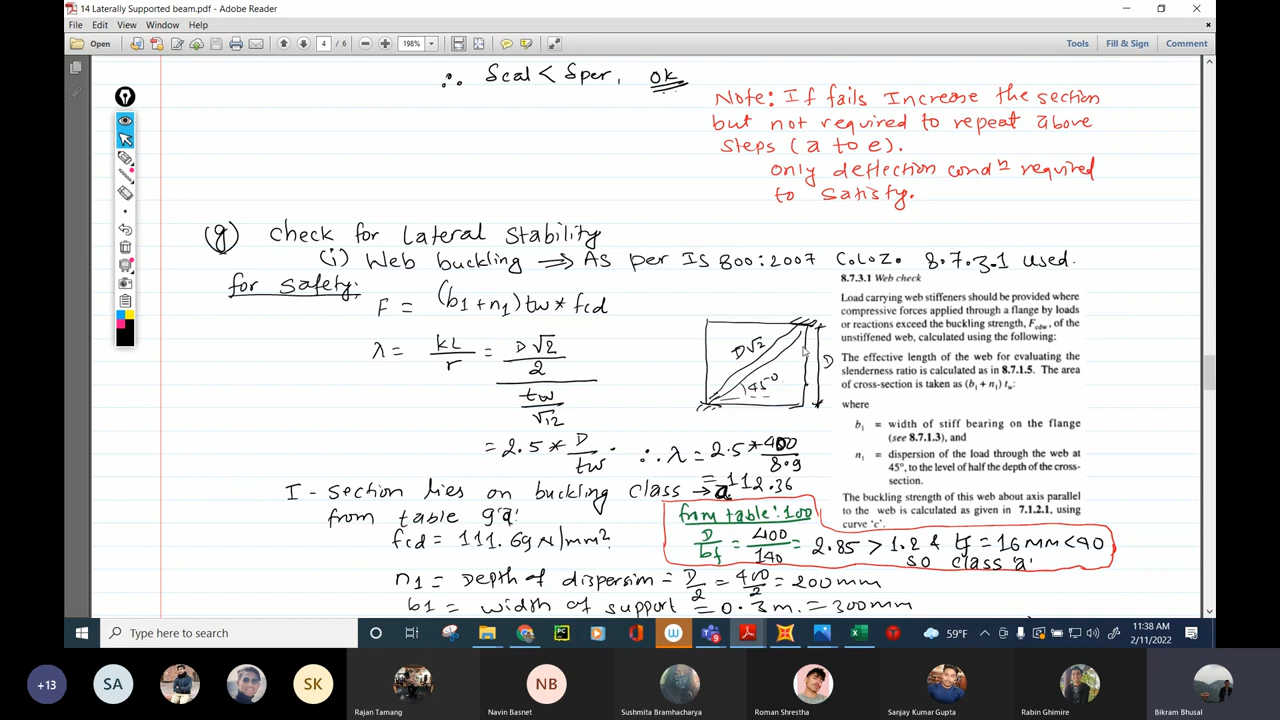 14 Laterally Supported beam.pdf - Adobe Reader
File Edit View Window Help
Open 4 / 6 198% Tools Fill & Sign Comment
∴ δcal < δper, ok
Note: If fails Increase the section
but not required to repeat above
steps (a to e).
only deflection condⁿ required
to satisfy.
(g) Check for Lateral Stability
(i) Web buckling ⇒ As per IS 800:2007 C.L.O.Z. 8.7.3.1 used.
for safety:
F = (b1+n1) tw * fcd
λ = KL/r = (D√2/2)/(tw/√12)
= 2.5 * D/tw ∴ λ = 2.5 * 400/8.9
= 112.36
D√2
45°
D
8.7.3.1 Web check
Load carrying web stiffeners should be provided where
compressive forces applied through a flange by loads
or reactions exceed the buckling strength, Fcdw, of the
unstiffened web, calculated using the following:
The effective length of the web for evaluating the
slenderness ratio is calculated as in 8.7.1.5. The area
of cross-section is taken as (b1 + n1) tw:
where
b1 = width of stiff bearing on the flange
(see 8.7.1.3), and
n1 = dispersion of the load through the web at
45°, to the level of half the depth of the cross-
section.
The buckling strength of this web about axis parallel
to the web is calculated as given in 7.1.2.1, using
curve 'c'.
I - section lies on buckling class → a
from table 9'a'
fcd = 111.69 N/mm².
from table: 100
D/bf = 400/140 = 2.85 > 1.2 & tf = 16 MM < 40
so class 'a'
n1 = Depth of dispersion = D/2 = 400/2 = 200mm
b1 = width of support = 0.3 m. = 300mm
Type here to search
59°F
11:38 AM
2/11/2022
+13
SA
SK
NB
Rajan Tamang
Navin Basnet
Sushmita Bramhacharya
Roman Shrestha
Sanjay Kumar Gupta
Rabin Ghimire
Bikram Bhusal